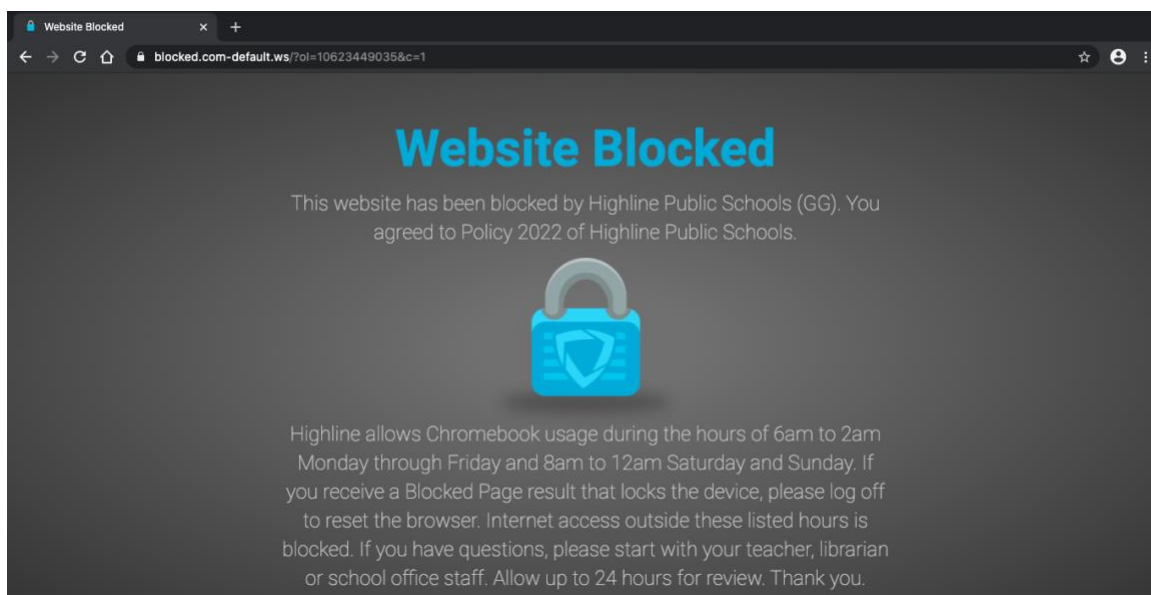 Website Blocked
blocked.com-default.ws/?ol=10623449035&c=1
Website Blocked
This website has been blocked by Highline Public Schools (GG). You
agreed to Policy 2022 of Highline Public Schools.
Highline allows Chromebook usage during the hours of 6am to 2am
Monday through Friday and 8am to 12am Saturday and Sunday. If
you receive a Blocked Page result that locks the device, please log off
to reset the browser. Internet access outside these listed hours is
blocked. If you have questions, please start with your teacher, librarian
or school office staff. Allow up to 24 hours for review. Thank you.